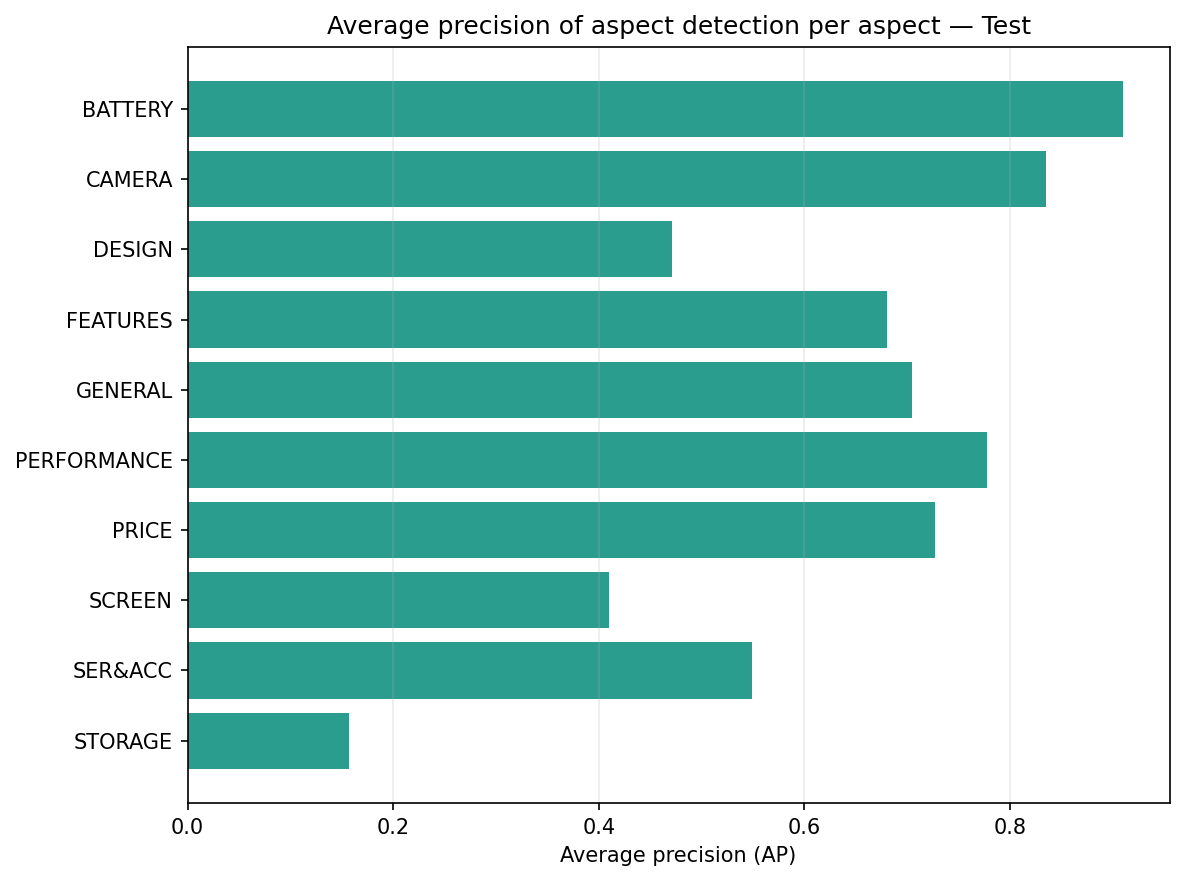 Average precision of aspect detection per aspect — Test
BATTERY
CAMERA
DESIGN
FEATURES
GENERAL
PERFORMANCE
PRICE
SCREEN
SER&ACC
STORAGE
0.0 0.2 0.4 0.6 0.8
Average precision (AP)